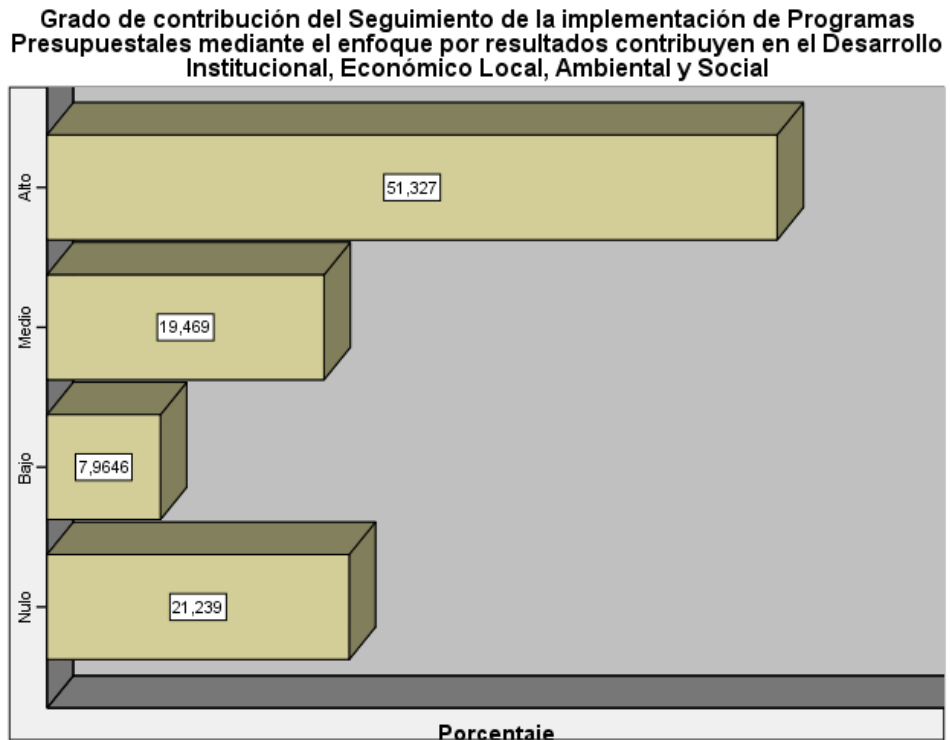 Grado de contribución del Seguimiento de la implementación de Programas
Presupuestales mediante el enfoque por resultados contribuyen en el Desarrollo
Institucional, Económico Local, Ambiental y Social
Alto
51,327
Medio
19,469
Bajo
7,9646
Nulo
21,239
Porcentaje